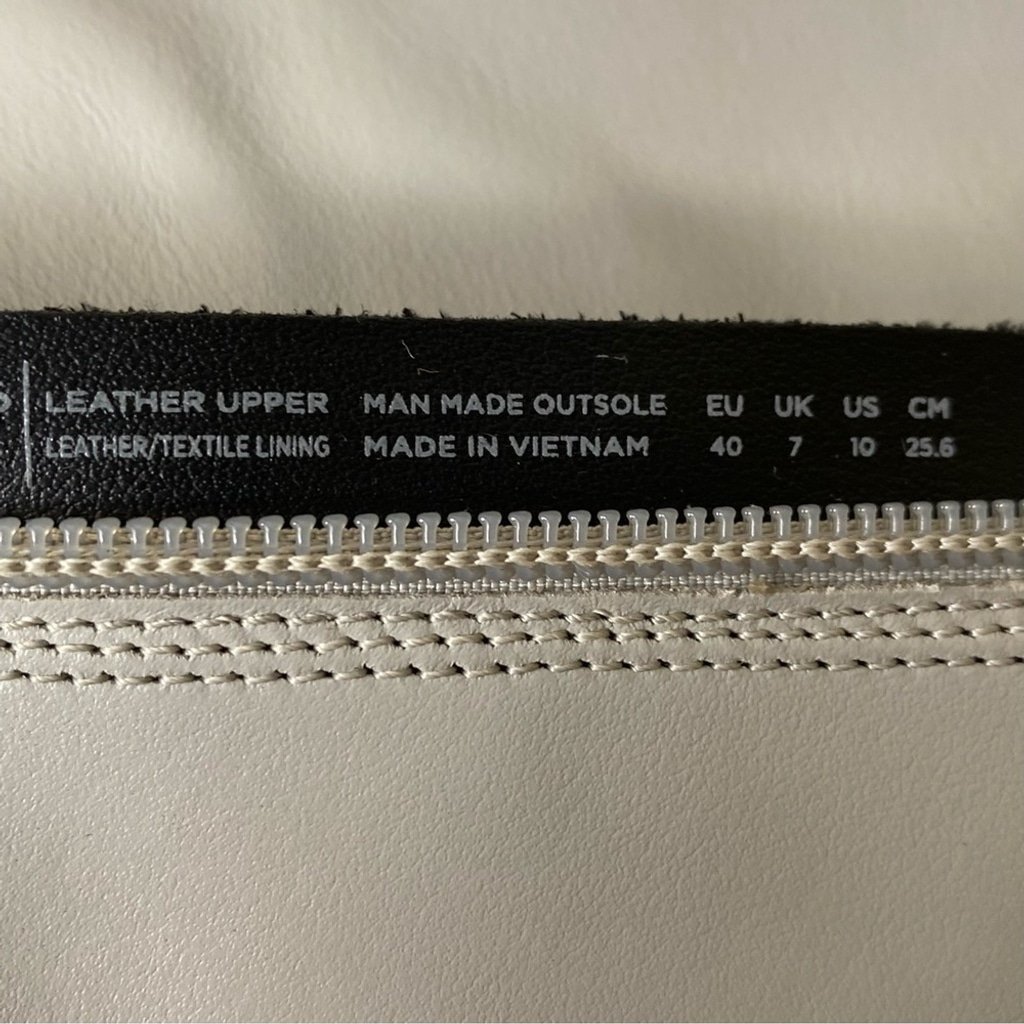 LEATHER UPPER MAN MADE OUTSOLE EU UK US CM
LEATHER/TEXTILE LINING MADE IN VIETNAM 40 7 10 25.6